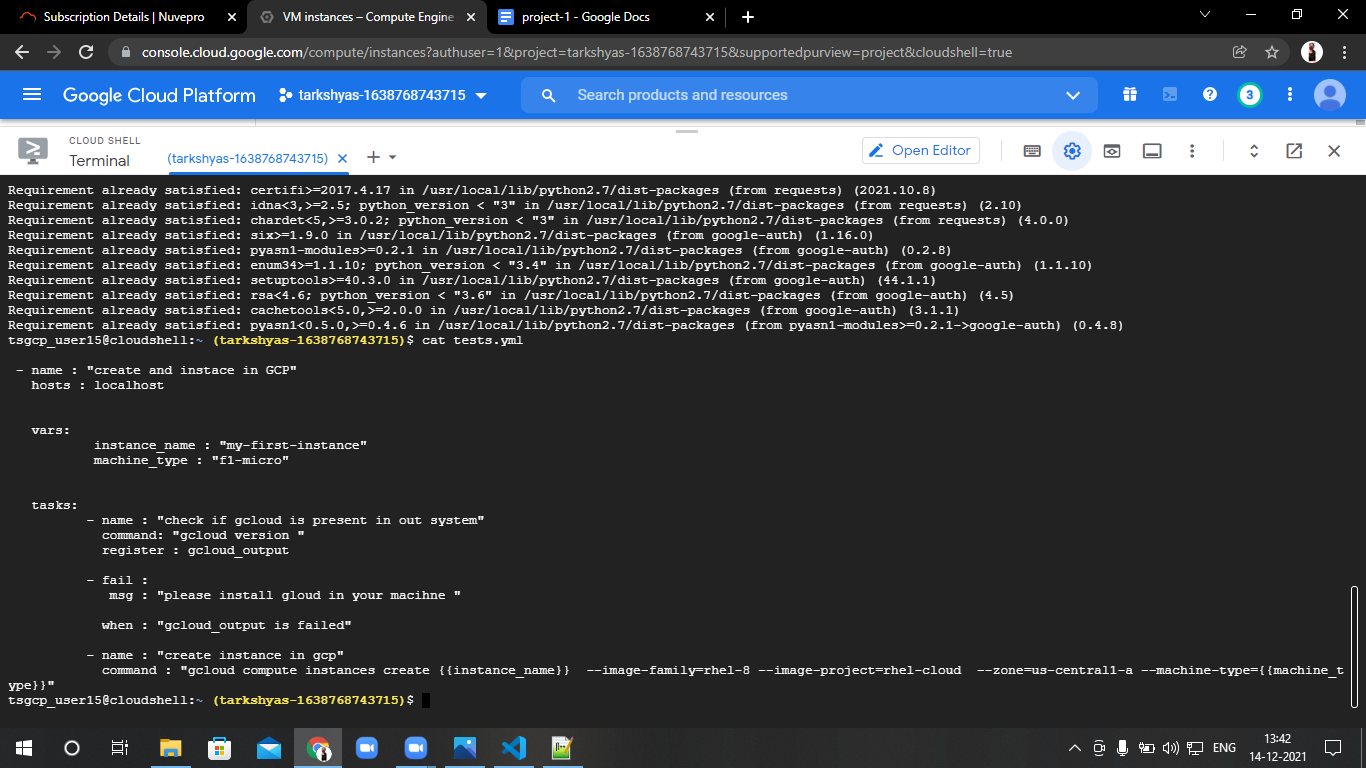 Subscription Details | Nuvepro
VM instances – Compute Engine
project-1 - Google Docs
console.cloud.google.com/compute/instances?authuser=1&project=tarkshyas-1638768743715&supportedpurview=project&cloudshell=true
Google Cloud Platform
tarkshyas-1638768743715
Search products and resources
3
CLOUD SHELL
Terminal
(tarkshyas-1638768743715)
Open Editor
Requirement already satisfied: certifi>=2017.4.17 in /usr/local/lib/python2.7/dist-packages (from requests) (2021.10.8)
Requirement already satisfied: idna<3,>=2.5; python_version < "3" in /usr/local/lib/python2.7/dist-packages (from requests) (2.10)
Requirement already satisfied: chardet<5,>=3.0.2; python_version < "3" in /usr/local/lib/python2.7/dist-packages (from requests) (4.0.0)
Requirement already satisfied: six>=1.9.0 in /usr/local/lib/python2.7/dist-packages (from google-auth) (1.16.0)
Requirement already satisfied: pyasn1-modules>=0.2.1 in /usr/local/lib/python2.7/dist-packages (from google-auth) (0.2.8)
Requirement already satisfied: enum34>=1.1.10; python_version < "3.4" in /usr/local/lib/python2.7/dist-packages (from google-auth) (1.1.10)
Requirement already satisfied: setuptools>=40.3.0 in /usr/local/lib/python2.7/dist-packages (from google-auth) (44.1.1)
Requirement already satisfied: rsa<4.6; python_version < "3.6" in /usr/local/lib/python2.7/dist-packages (from google-auth) (4.5)
Requirement already satisfied: cachetools<5.0,>=2.0.0 in /usr/local/lib/python2.7/dist-packages (from google-auth) (3.1.1)
Requirement already satisfied: pyasn1<0.5.0,>=0.4.6 in /usr/local/lib/python2.7/dist-packages (from pyasn1-modules>=0.2.1->google-auth) (0.4.8)
tsgcp_user15@cloudshell:~ (tarkshyas-1638768743715)$ cat tests.yml
- name : "create and instace in GCP"
hosts : localhost
vars:
instance_name : "my-first-instance"
machine_type : "f1-micro"
tasks:
- name : "check if gcloud is present in out system"
command: "gcloud version "
register : gcloud_output
- fail :
msg : "please install gloud in your macihne "
when : "gcloud_output is failed"
- name : "create instance in gcp"
command : "gcloud compute instances create {{instance_name}}  --image-family=rhel-8 --image-project=rhel-cloud  --zone=us-central1-a --machine-type={{machine_t
ype}}"
tsgcp_user15@cloudshell:~ (tarkshyas-1638768743715)$
ENG
13:42
14-12-2021